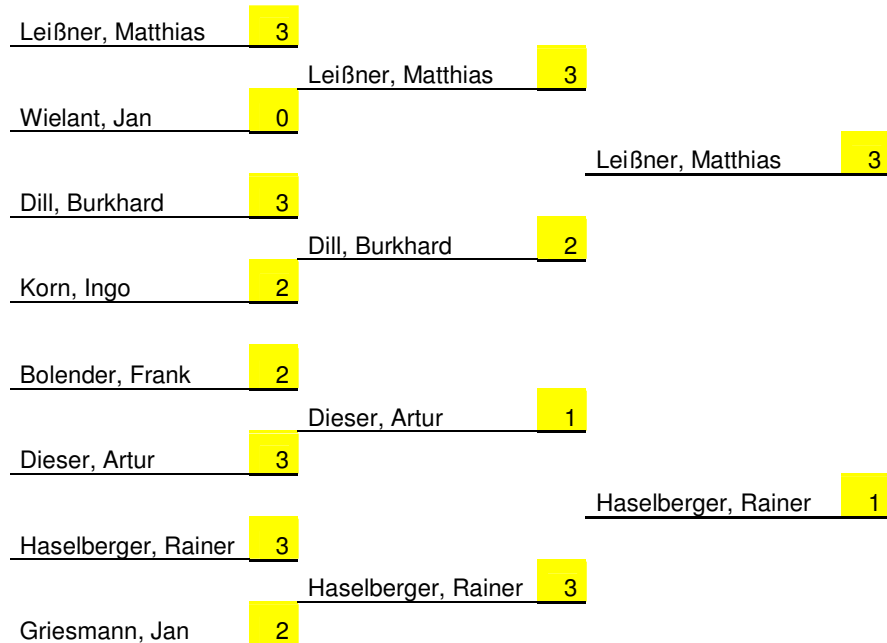 Leißner, Matthias 3
Leißner, Matthias 3
Wielant, Jan 0
Leißner, Matthias 3
Dill, Burkhard 3
Dill, Burkhard 2
Korn, Ingo 2
Bolender, Frank 2
Dieser, Artur 1
Dieser, Artur 3
Haselberger, Rainer 1
Haselberger, Rainer 3
Haselberger, Rainer 3
Griesmann, Jan 2